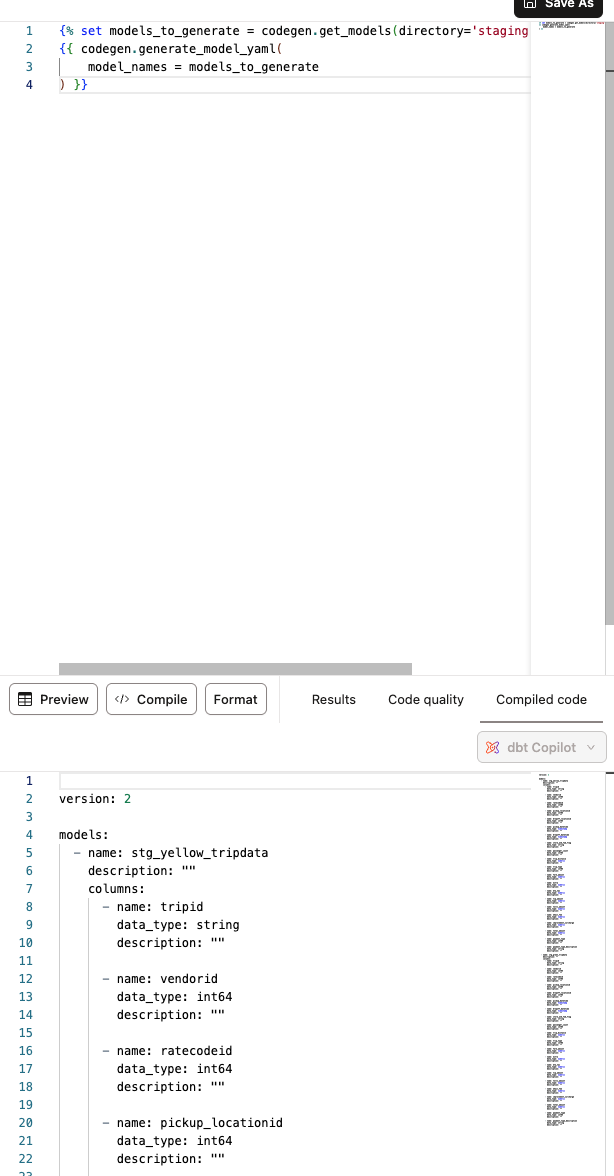 Save As
1 {% set models_to_generate = codegen.get_models(directory='staging
2 {{ codegen.generate_model_yaml(
3     model_names = models_to_generate
4 ) }}
Preview </> Compile Format Results Code quality Compiled code
dbt Copilot
1
2 version: 2
3
4 models:
5   - name: stg_yellow_tripdata
6     description: ""
7     columns:
8       - name: tripid
9         data_type: string
10         description: ""
11
12       - name: vendorid
13         data_type: int64
14         description: ""
15
16       - name: ratecodeid
17         data_type: int64
18         description: ""
19
20       - name: pickup_locationid
21         data_type: int64
22         description: ""
23